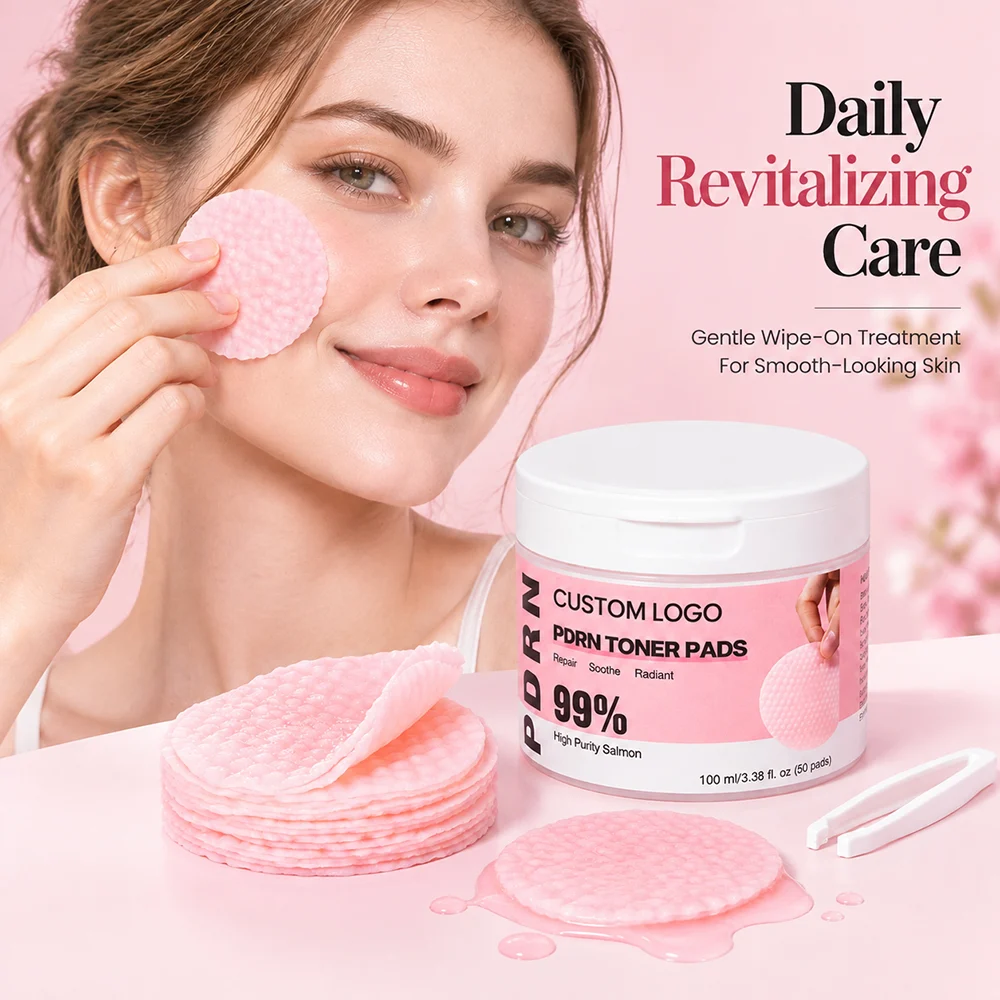 Daily
Revitalizing
Care
Gentle Wipe-On Treatment
For Smooth-Looking Skin
PDRN
CUSTOM LOGO
PDRN TONER PADS
Repair Soothe Radiant
99%
High Purity Salmon
100 ml/3.38 fl. oz (50 pads)